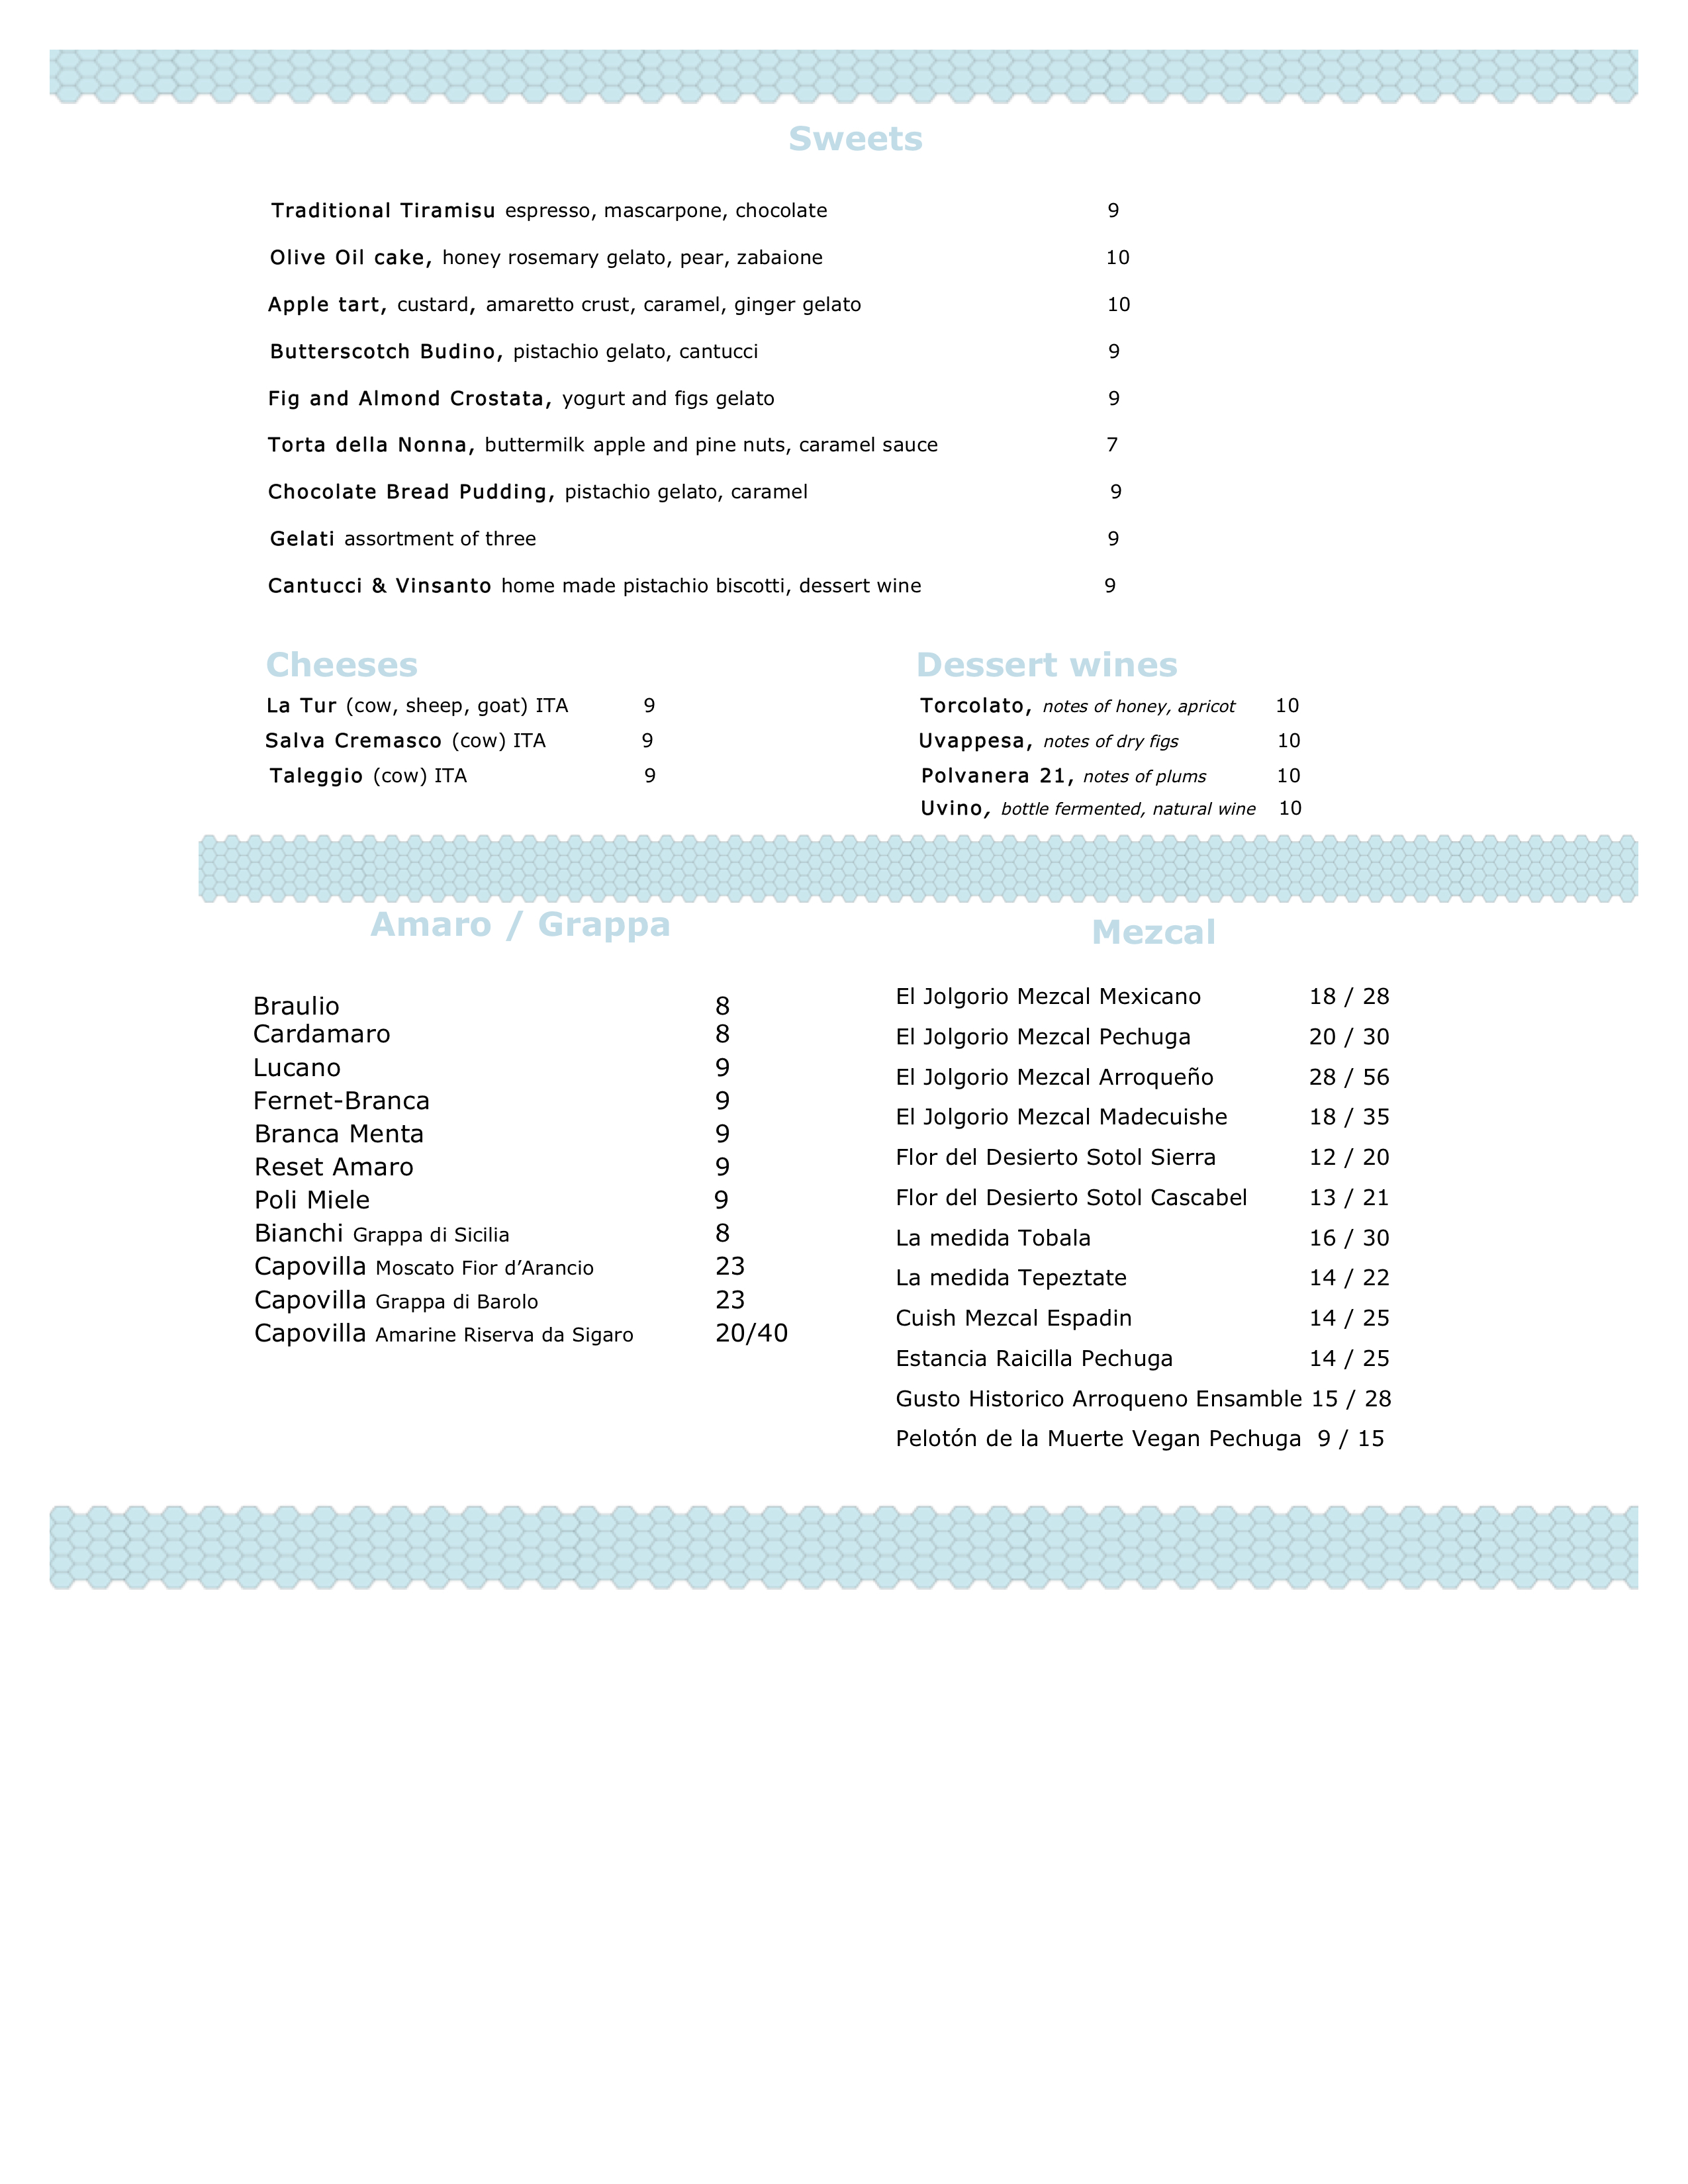 Sweets
Traditional Tiramisu espresso, mascarpone, chocolate 9
Olive Oil cake, honey rosemary gelato, pear, zabaione 10
Apple tart, custard, amaretto crust, caramel, ginger gelato 10
Butterscotch Budino, pistachio gelato, cantucci 9
Fig and Almond Crostata, yogurt and figs gelato 9
Torta della Nonna, buttermilk apple and pine nuts, caramel sauce 7
Chocolate Bread Pudding, pistachio gelato, caramel 9
Gelati assortment of three 9
Cantucci & Vinsanto home made pistachio biscotti, dessert wine 9
Cheeses
La Tur (cow, sheep, goat) ITA 9
Salva Cremasco (cow) ITA 9
Taleggio (cow) ITA 9
Dessert wines
Torcolato, notes of honey, apricot 10
Uvappesa, notes of dry figs 10
Polvanera 21, notes of plums 10
Uvino, bottle fermented, natural wine 10
Amaro / Grappa
Braulio 8
Cardamaro 8
Lucano 9
Fernet-Branca 9
Branca Menta 9
Reset Amaro 9
Poli Miele 9
Bianchi Grappa di Sicilia 8
Capovilla Moscato Fior d’Arancio 23
Capovilla Grappa di Barolo 23
Capovilla Amarine Riserva da Sigaro 20/40
Mezcal
El Jolgorio Mezcal Mexicano 18 / 28
El Jolgorio Mezcal Pechuga 20 / 30
El Jolgorio Mezcal Arroqueño 28 / 56
El Jolgorio Mezcal Madecuishe 18 / 35
Flor del Desierto Sotol Sierra 12 / 20
Flor del Desierto Sotol Cascabel 13 / 21
La medida Tobala 16 / 30
La medida Tepeztate 14 / 22
Cuish Mezcal Espadin 14 / 25
Estancia Raicilla Pechuga 14 / 25
Gusto Historico Arroqueno Ensamble 15 / 28
Pelotón de la Muerte Vegan Pechuga 9 / 15